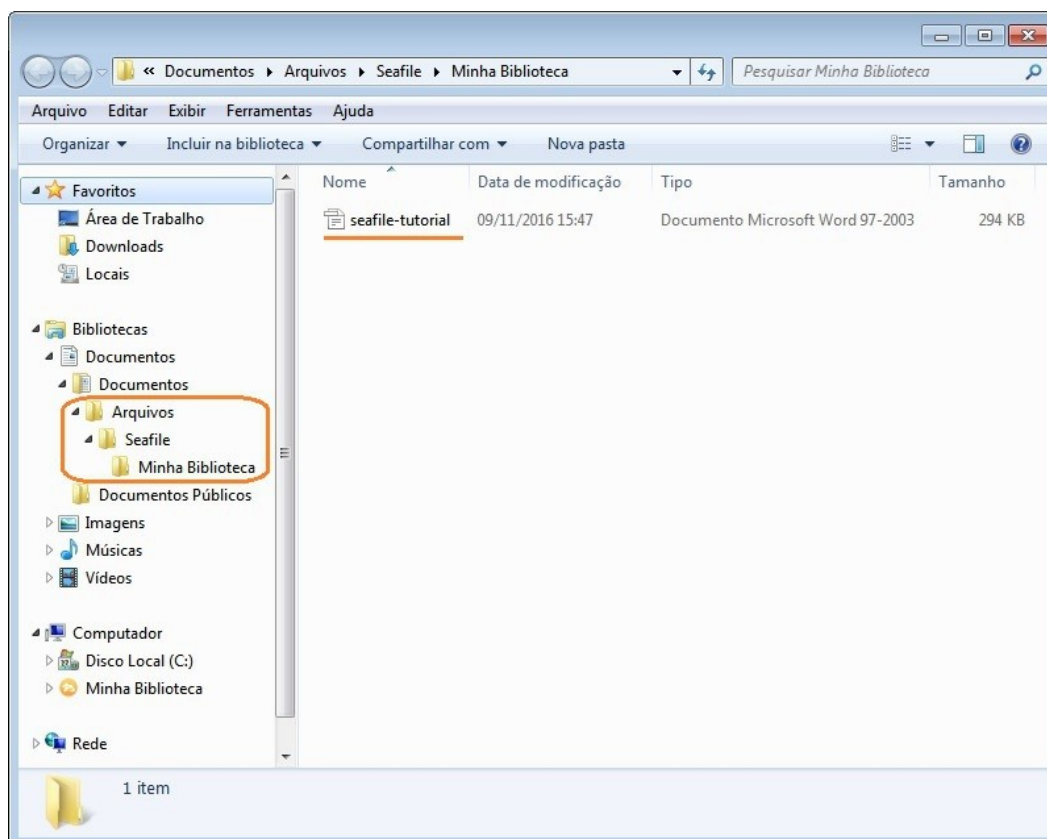 « Documentos Arquivos Seafile Minha Biblioteca Pesquisar Minha Biblioteca
Arquivo Editar Exibir Ferramentas Ajuda
Organizar Incluir na biblioteca Compartilhar com Nova pasta
Favoritos
Área de Trabalho
Downloads
Locais
Bibliotecas
Documentos
Documentos
Arquivos
Seafile
Minha Biblioteca
Documentos Públicos
Imagens
Músicas
Vídeos
Computador
Disco Local (C:)
Minha Biblioteca
Rede
Nome Data de modificação Tipo Tamanho
seafile-tutorial 09/11/2016 15:47 Documento Microsoft Word 97-2003 294 KB
1 item